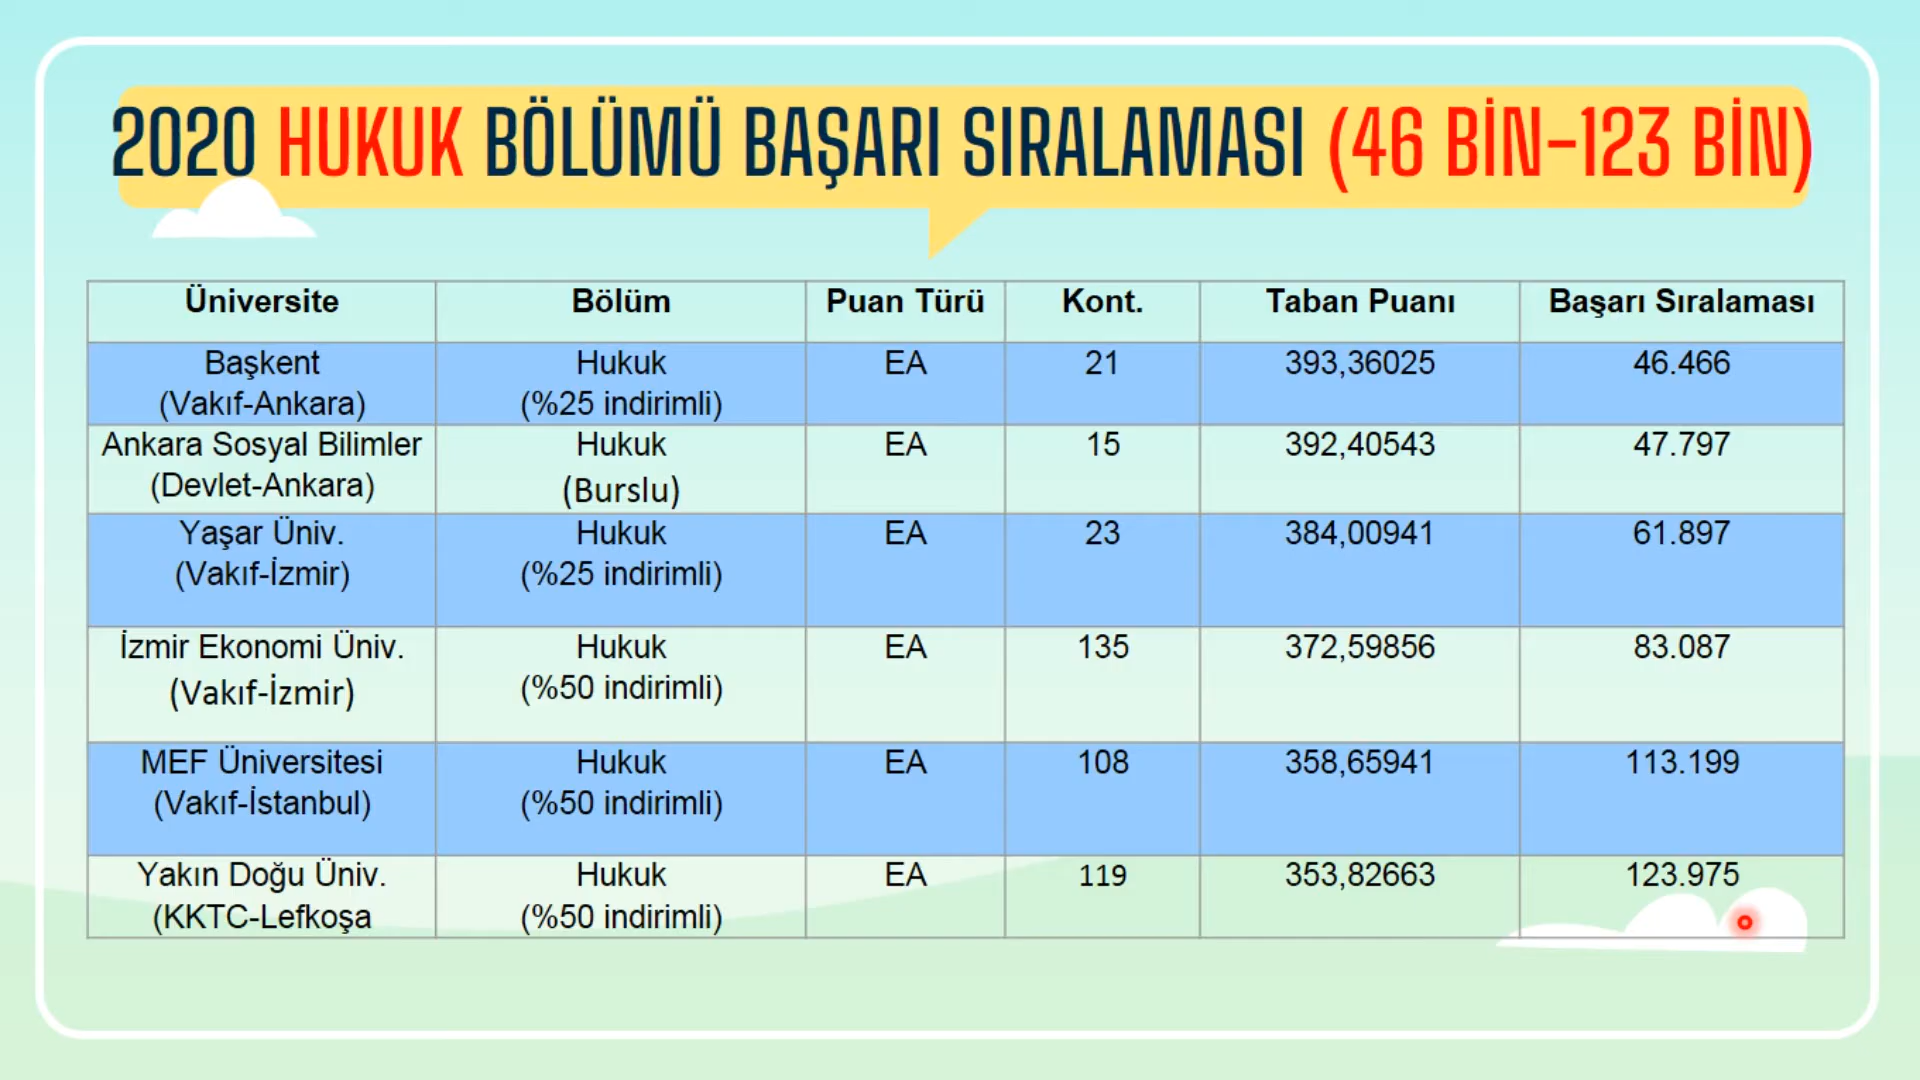 2020 HUKUK BÖLÜMÜ BAŞARI SIRALAMASI (46 BİN-123 BİN)
Üniversite Bölüm Puan Türü Kont. Taban Puanı Başarı Sıralaması
Başkent Hukuk EA 21 393,36025 46.466
(Vakıf-Ankara) (%25 indirimli)
Ankara Sosyal Bilimler Hukuk EA 15 392,40543 47.797
(Devlet-Ankara) (Burslu)
Yaşar Üniv. Hukuk EA 23 384,00941 61.897
(Vakıf-İzmir) (%25 indirimli)
İzmir Ekonomi Üniv. Hukuk EA 135 372,59856 83.087
(Vakıf-İzmir) (%50 indirimli)
MEF Üniversitesi Hukuk EA 108 358,65941 113.199
(Vakıf-İstanbul) (%50 indirimli)
Yakın Doğu Üniv. Hukuk EA 119 353,82663 123.975
(KKTC-Lefkoşa (%50 indirimli)